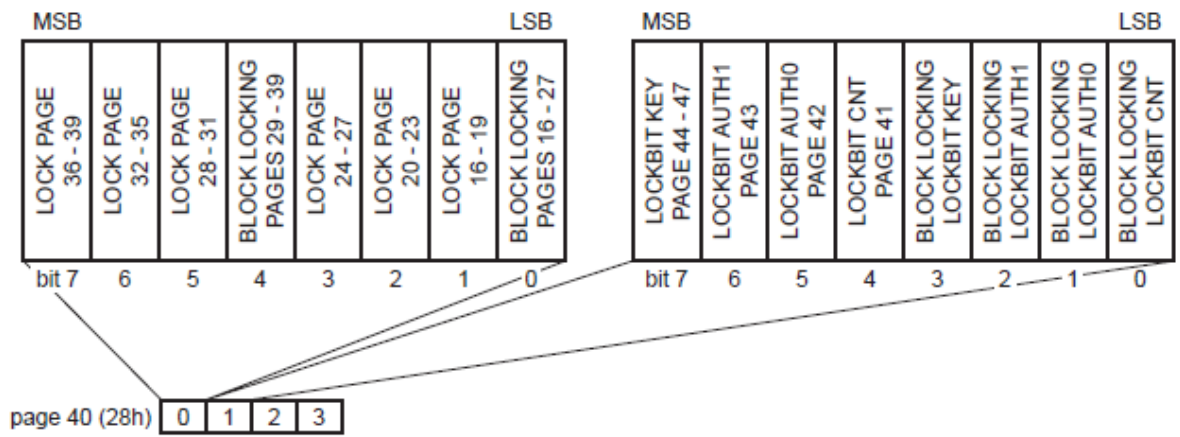 MSB LSB MSB LSB
LOCK PAGE
36 - 39
LOCK PAGE
32 - 35
LOCK PAGE
28 - 31
BLOCK LOCKING
PAGES 29 - 39
LOCK PAGE
24 - 27
LOCK PAGE
20 - 23
LOCK PAGE
16 - 19
BLOCK LOCKING
PAGES 16 - 27
LOCKBIT KEY
PAGE 44 - 47
LOCKBIT AUTH1
PAGE 43
LOCKBIT AUTH0
PAGE 42
LOCKBIT CNT
PAGE 41
BLOCK LOCKING
LOCKBIT KEY
BLOCK LOCKING
LOCKBIT AUTH1
BLOCK LOCKING
LOCKBIT AUTH0
BLOCK LOCKING
LOCKBIT CNT
bit 7 6 5 4 3 2 1 0 bit 7 6 5 4 3 2 1 0
page 40 (28h) 0 1 2 3